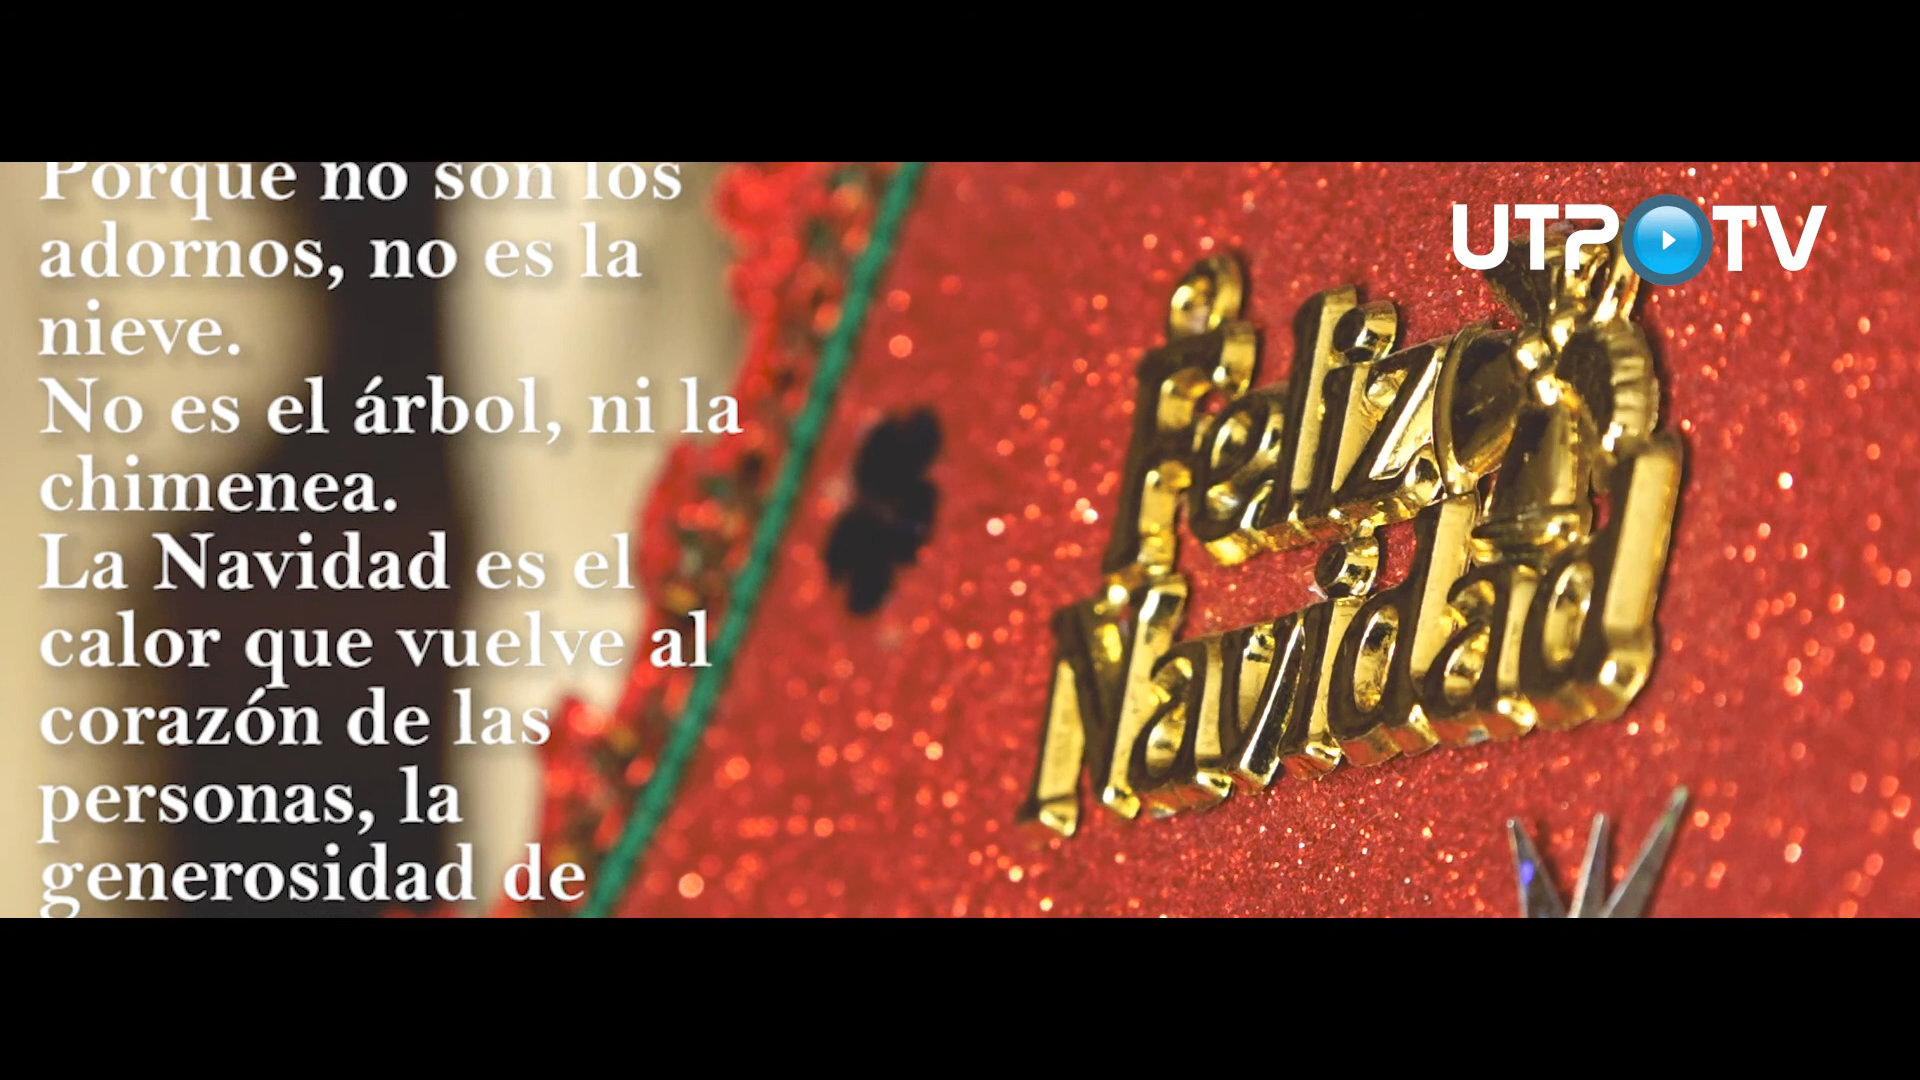 Porque no son los
adornos, no es la
nieve.
No es el árbol, ni la
chimenea.
La Navidad es el
calor que vuelve al
corazón de las
personas, la
generosidad de
UTP TV
Feliz
Navidad